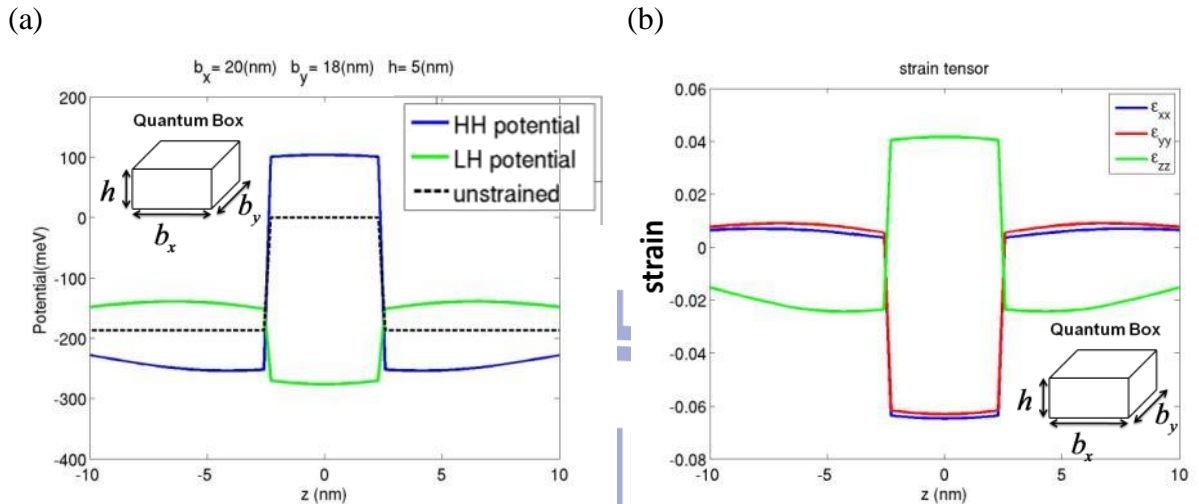 (a)
b_x = 20(nm) b_y = 18(nm) h= 5(nm)
200
100
0
-100
-200
-300
-400
Potential(meV)
-10
-5
0
5
10
z (nm)
Quantum Box
h
b_x
b_y
HH potential
LH potential
unstrained
(b)
strain tensor
0.06
0.04
0.02
0
-0.02
-0.04
-0.06
-0.08
strain
-10
-5
0
5
10
z (nm)
ε_xx
ε_yy
ε_zz
Quantum Box
h
b_x
b_y